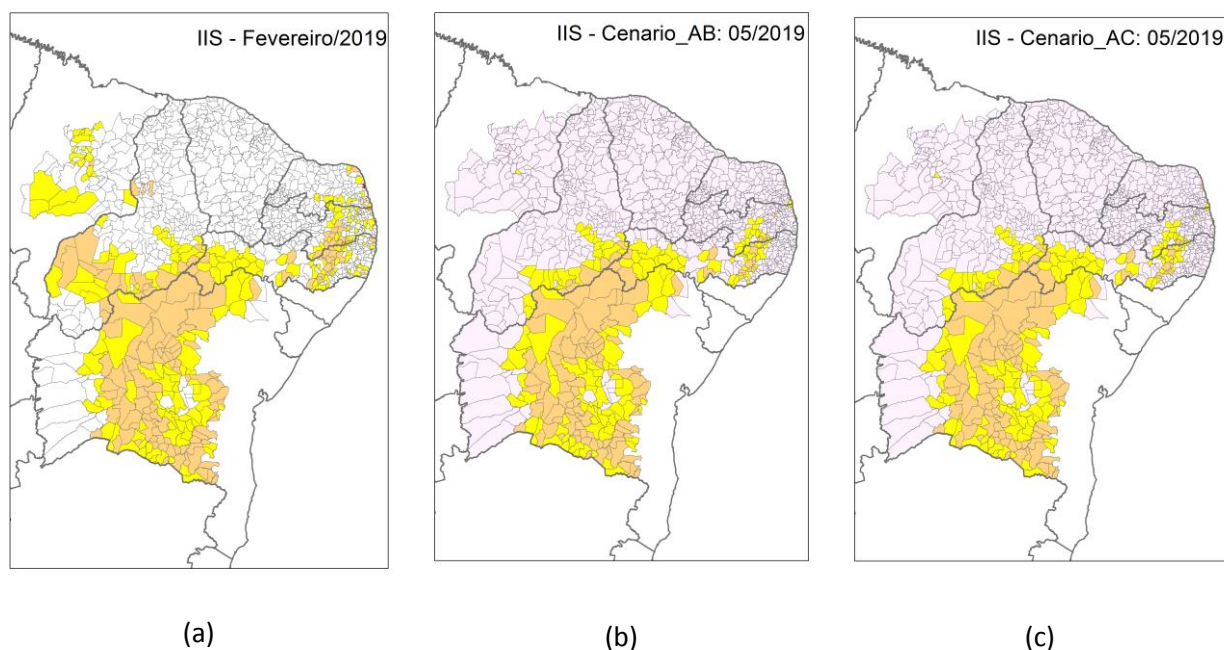 IIS - Fevereiro/2019
IIS - Cenario_AB: 05/2019
IIS - Cenario_AC: 05/2019
(a)
(b)
(c)